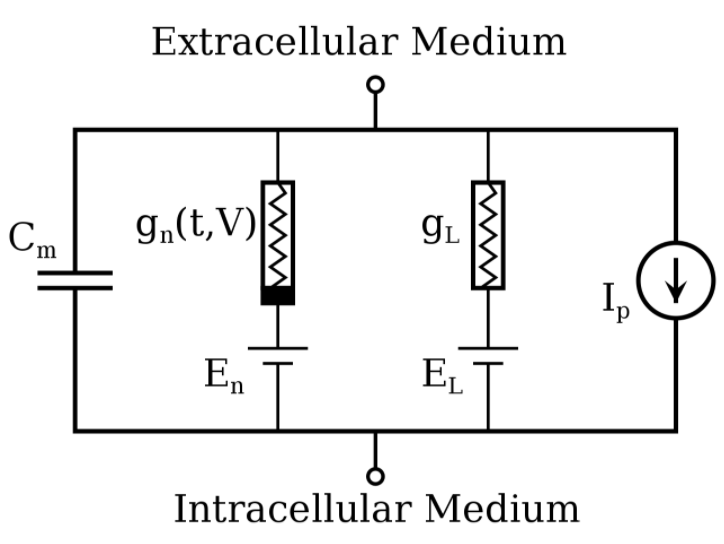 Extracellular Medium
gn(t,V)
gL
Cm
Ip
En
EL
Intracellular Medium